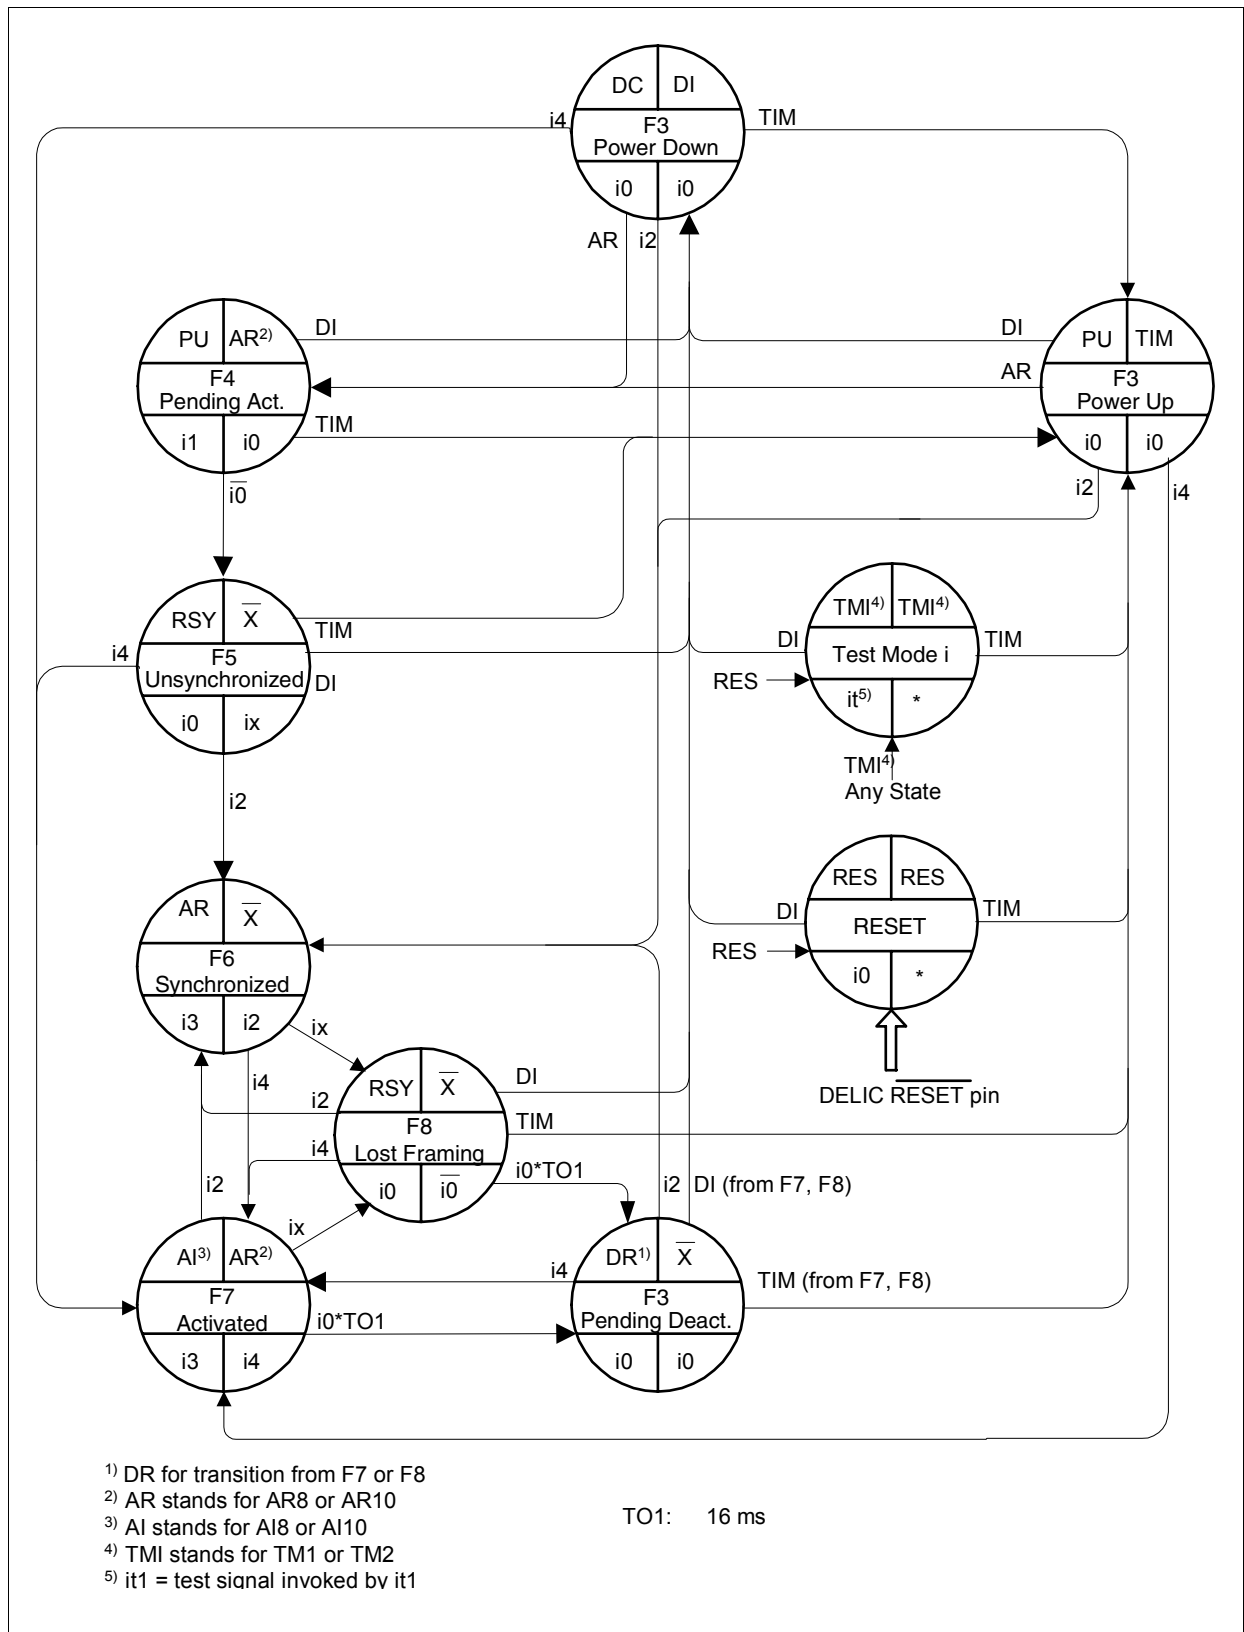 DC DI
i4 F3 TIM
Power Down
i0 i0
AR i2
PU AR²⁾ DI
F4
Pending Act.
TIM
i1 i0
i0̅
DI PU TIM
AR F3
Power Up
i0 i0
i2 i4
RSY X̅
TIM
i4 F5
Unsynchronized
DI
i0 ix
i2
TMI⁴⁾ TMI⁴⁾
DI Test Mode i TIM
RES
it⁵⁾ *
TMI⁴⁾
Any State
AR X̅
F6
Synchronized
i3 i2
ix
i4
RES RES
DI RESET TIM
RES
i0 *
DELIC R̅E̅S̅E̅T̅ pin
RSY X̅ DI
i2
F8 TIM
i4 Lost Framing
i0 i0̅ i0*TO1
i2
ix
i2 DI (from F7, F8)
AI³⁾ AR²⁾
F7
Activated
i3 i4
i0*TO1
DR¹⁾ X̅
i4 TIM (from F7, F8)
F3
Pending Deact.
i0 i0
¹⁾ DR for transition from F7 or F8
²⁾ AR stands for AR8 or AR10
³⁾ AI stands for AI8 or AI10
⁴⁾ TMI stands for TM1 or TM2
⁵⁾ it1 = test signal invoked by it1
TO1: 16 ms